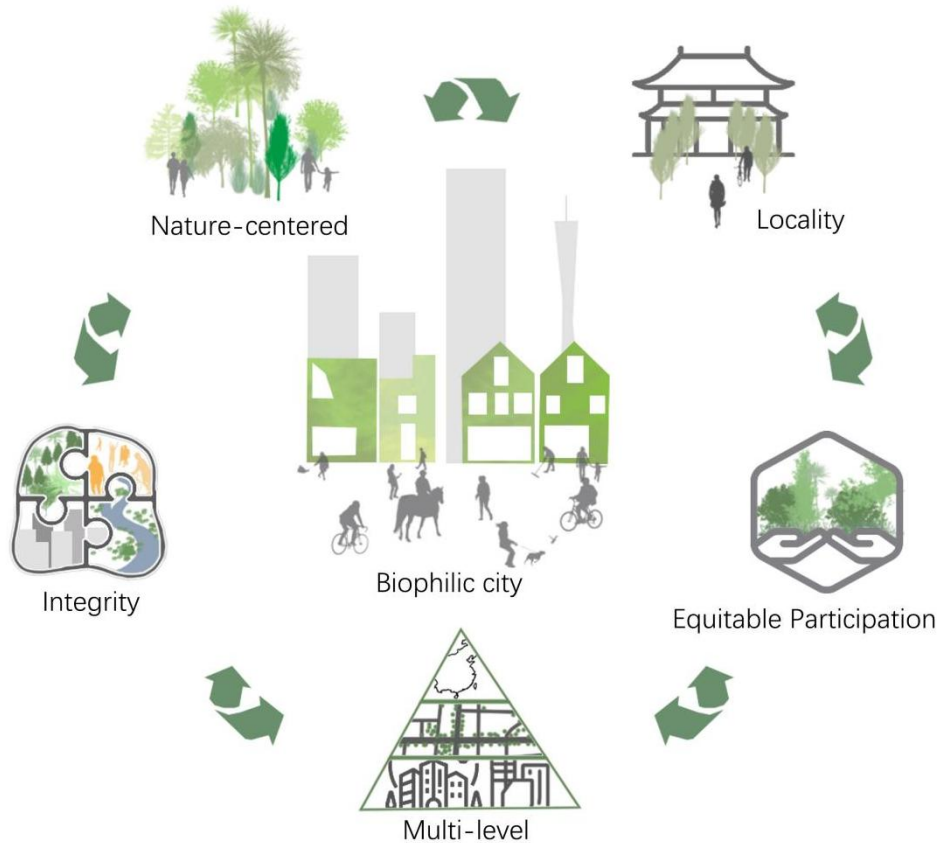 Nature-centered
Locality
Biophilic city
Integrity
Equitable Participation
Multi-level